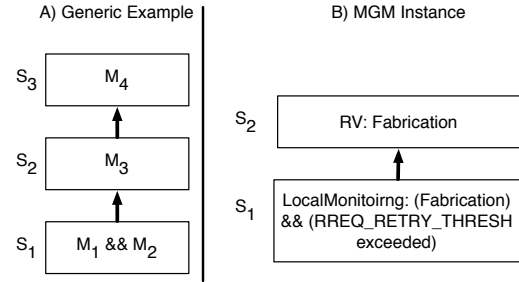 A) Generic Example
S3
M4
S2
M3
S1
M1 && M2
B) MGM Instance
S2
RV: Fabrication
S1
LocalMonitoirng: (Fabrication)
&& (RREQ_RETRY_THRESH
exceeded)